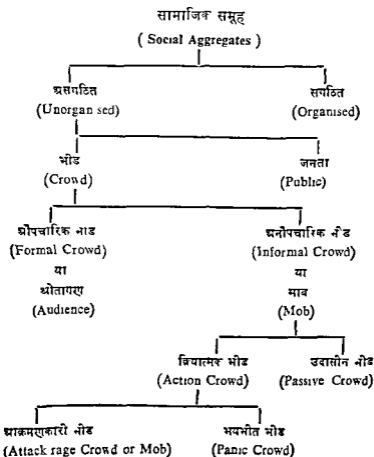 सामाजिक समूह
( Social Aggregates )
असगठित सगठित
(Unorgan sed) (Organised)
भीड जनता
(Crowd) (Public)
औपचारिक भाड अनौपचारिक भीड
(Formal Crowd) (Informal Crowd)
या या
श्रोतागण माब
(Audience) (Mob)
क्रियात्मक भीड उदासीन भीड
(Action Crowd) (Passive Crowd)
आक्रमणकारी भीड भयभीत भीड
(Attack rage Crowd or Mob) (Panic Crowd)